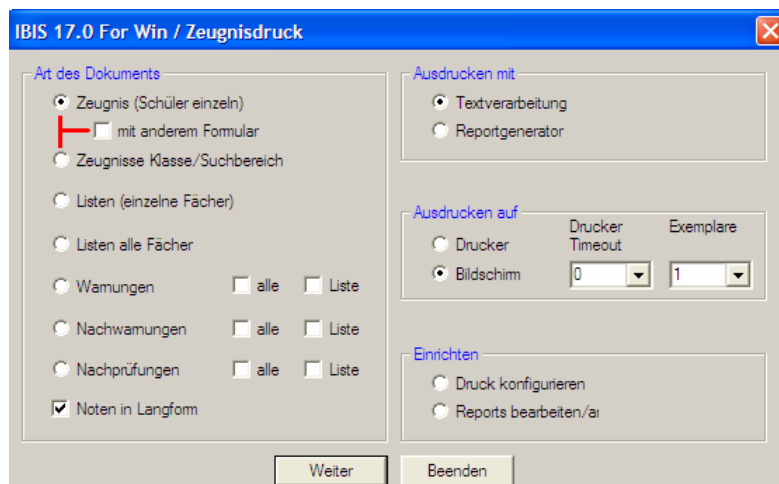 IBIS 17.0 For Win / Zeugnisdruck
Art des Dokuments
Zeugnis (Schüler einzeln)
mit anderem Formular
Zeugnisse Klasse/Suchbereich
Listen (einzelne Fächer)
Listen alle Fächer
Warnungen alle Liste
Nachwarnungen alle Liste
Nachprüfungen alle Liste
Noten in Langform
Ausdrucken mit
Textverarbeitung
Reportgenerator
Ausdrucken auf
Drucker
Bildschirm
Drucker
Timeout
0
Exemplare
1
Einrichten
Druck konfigurieren
Reports bearbeiten/a
Weiter
Beenden